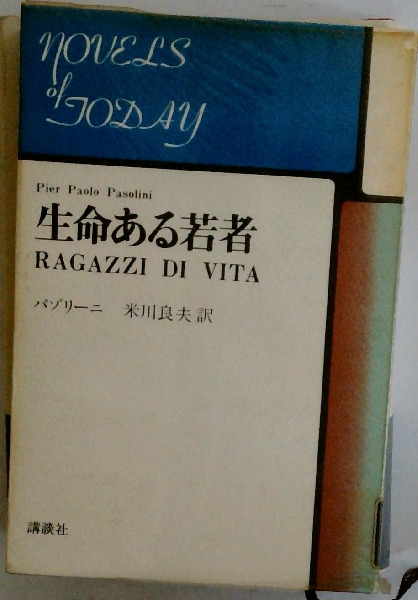 NOVELS
of
TODAY
Pier Paolo Pasolini
生命ある若者
RAGAZZI DI VITA
パゾリーニ 米川良夫訳
講談社